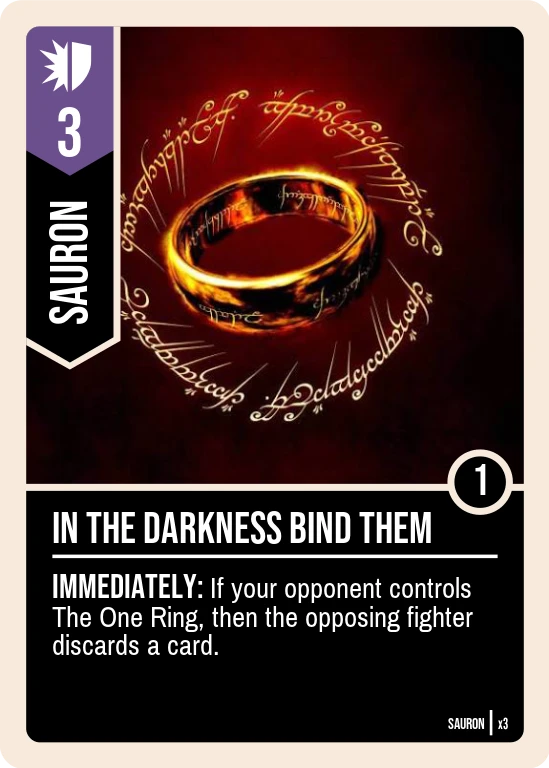 3
SAURON
1
IN THE DARKNESS BIND THEM
IMMEDIATELY: If your opponent controls
The One Ring, then the opposing fighter
discards a card.
SAURON | x3